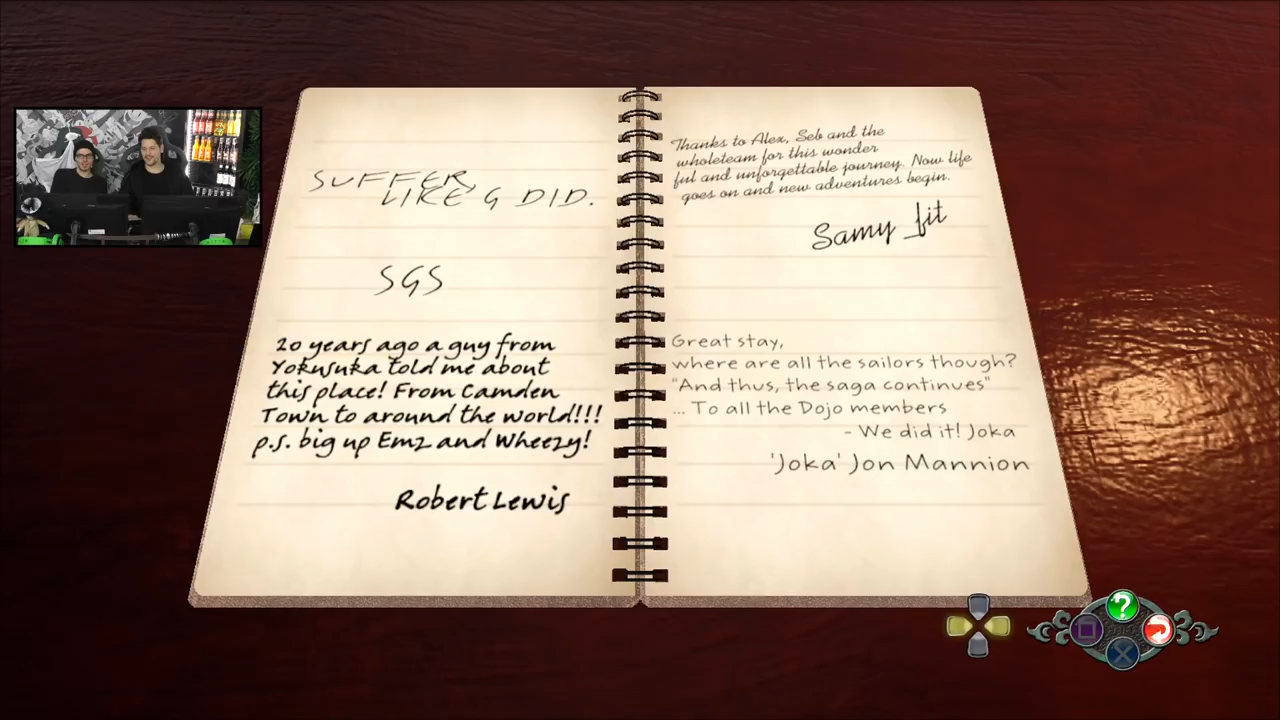 SUFFER,
LIKE G DID.
SGS
20 years ago a guy from
Yokusuka told me about
this place! From Camden
Town to around the world!!!
p.s. big up Emz and Wheezy!
Robert Lewis
Thanks to Alex, Seb and the
wholeteam for this wonder
ful and unforgettable journey. Now life
goes on and new adventures begin.
Samy_fit
Great stay,
where are all the sailors though?
"And thus, the saga continues"
... To all the Dojo members
- We did it! Joka
'Joka' Jon Mannion